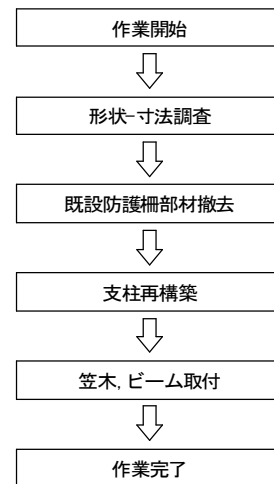 作業開始
形状-寸法調査
既設防護柵部材撤去
支柱再構築
笠木, ビーム取付
作業完了